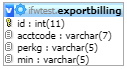 ifwtest.exportbilling
id : int(11)
acctcode : varchar(7)
perkg : varchar(5)
min : varchar(5)